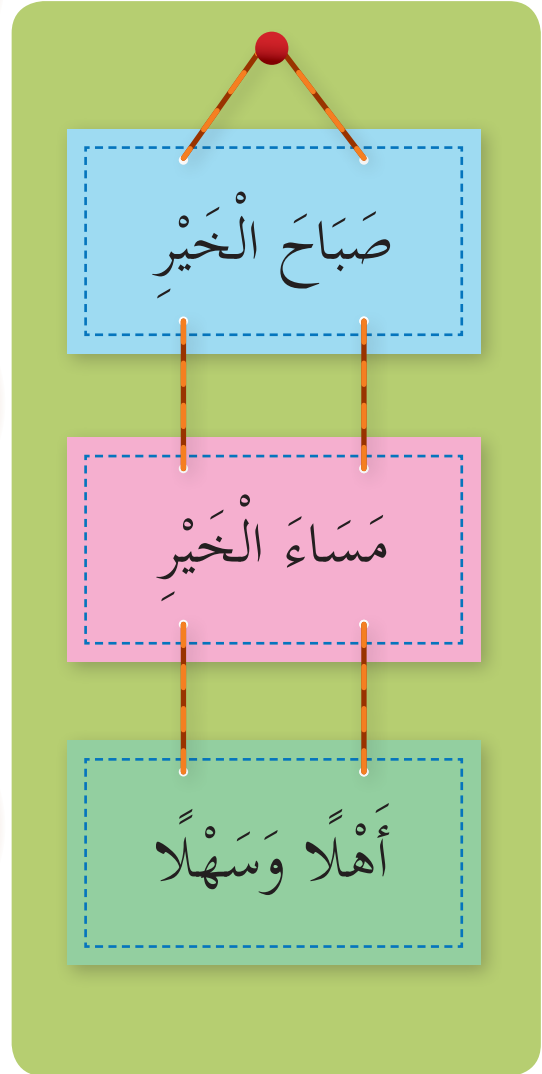 صَبَاحَ الْخَيْرِ
مَسَاءَ الْخَيْرِ
أَهْلًا وَسَهْلًا